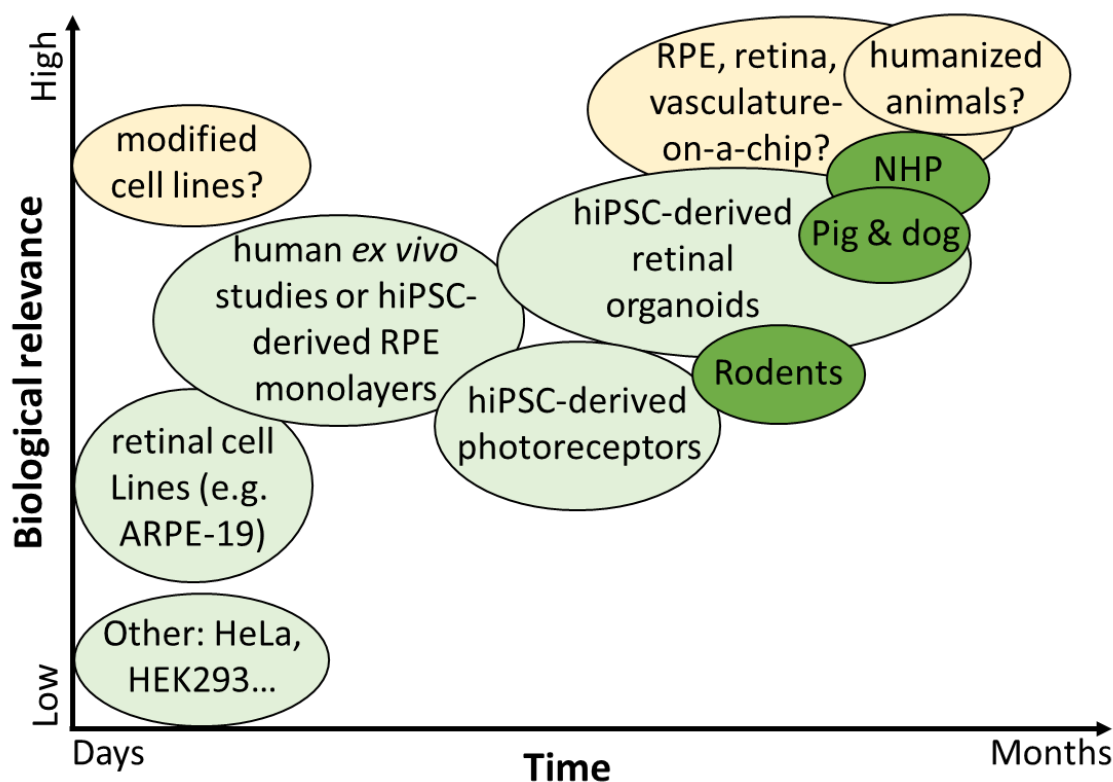 High
Biological relevance
Low
RPE, retina,
vasculature-
on-a-chip?
humanized
animals?
modified
cell lines?
NHP
Pig & dog
hiPSC-derived
retinal
organoids
human ex vivo
studies or hiPSC-
derived RPE
monolayers
Rodents
hiPSC-derived
photoreceptors
retinal cell
Lines (e.g.
ARPE-19)
Other: HeLa,
HEK293...
Days
Time
Months